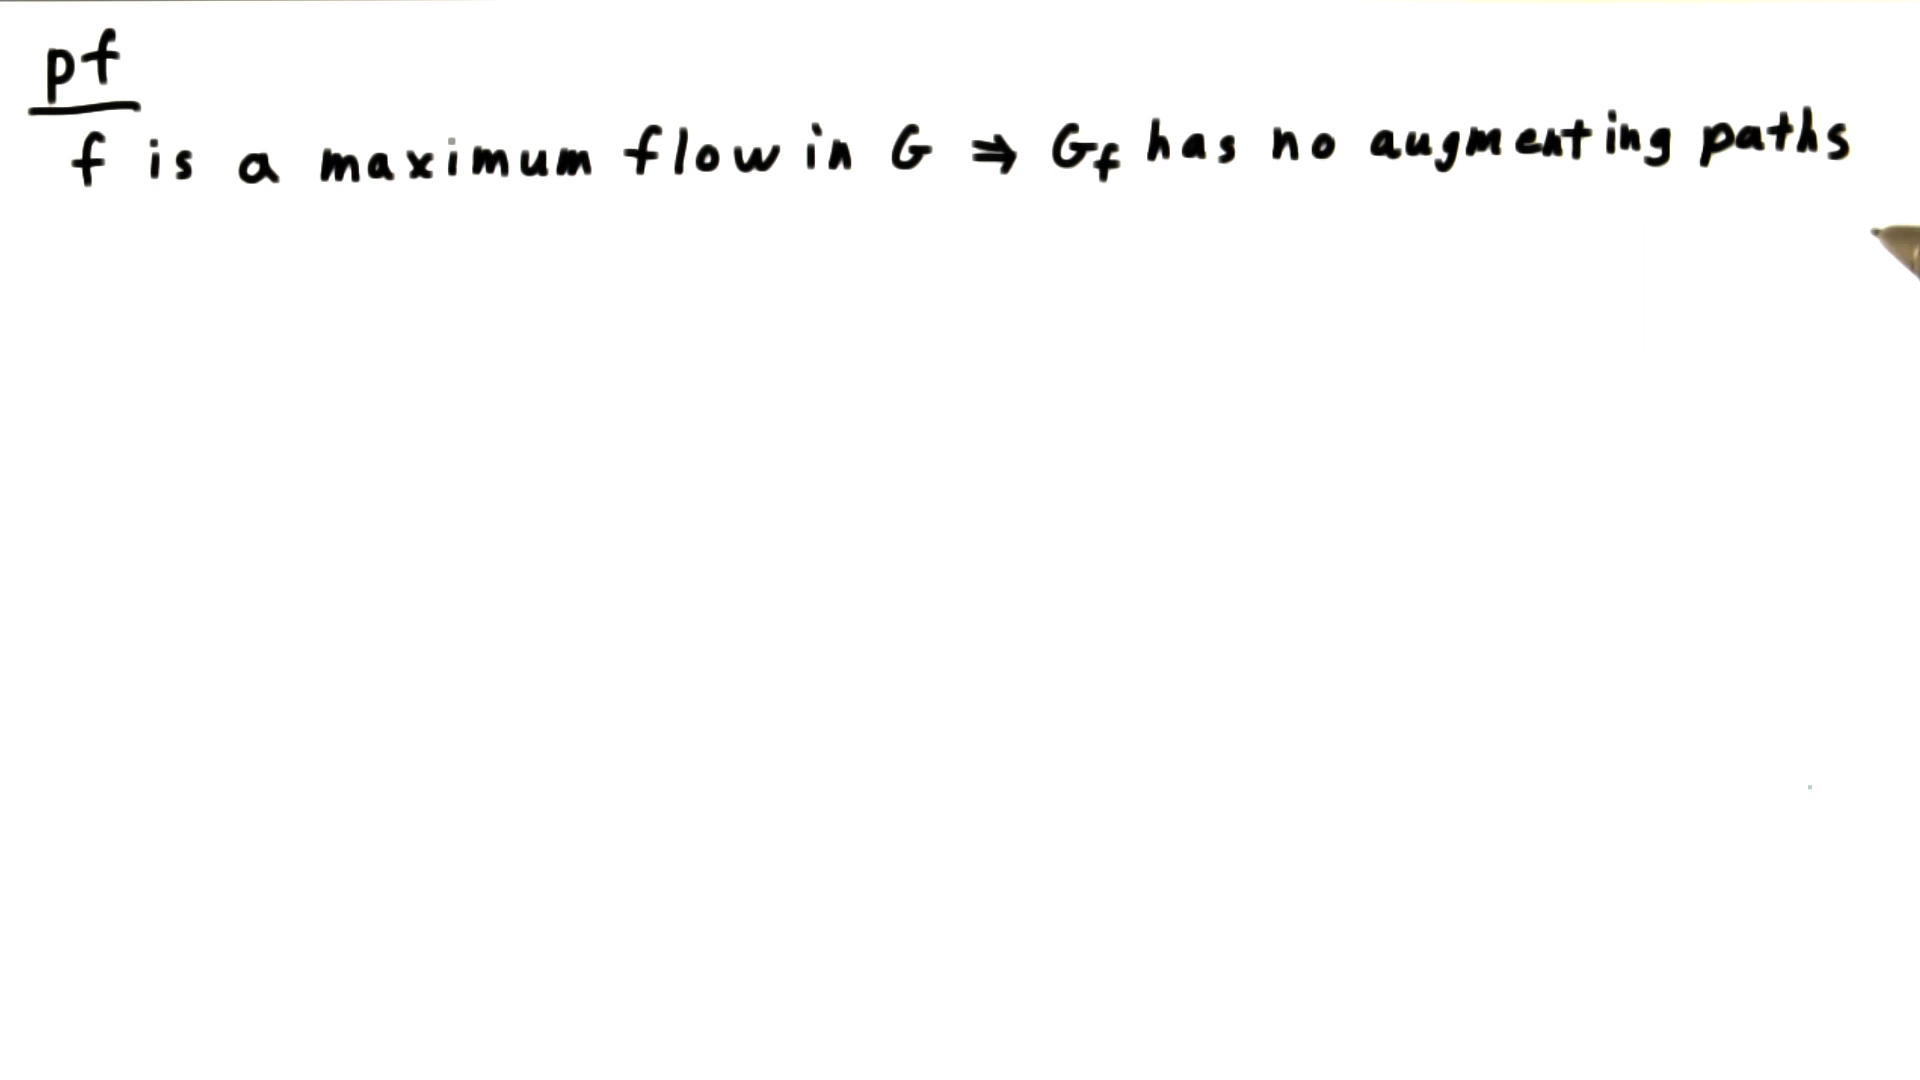 pf
f is a maximum flow in G ⇒ Gf has no augmenting paths